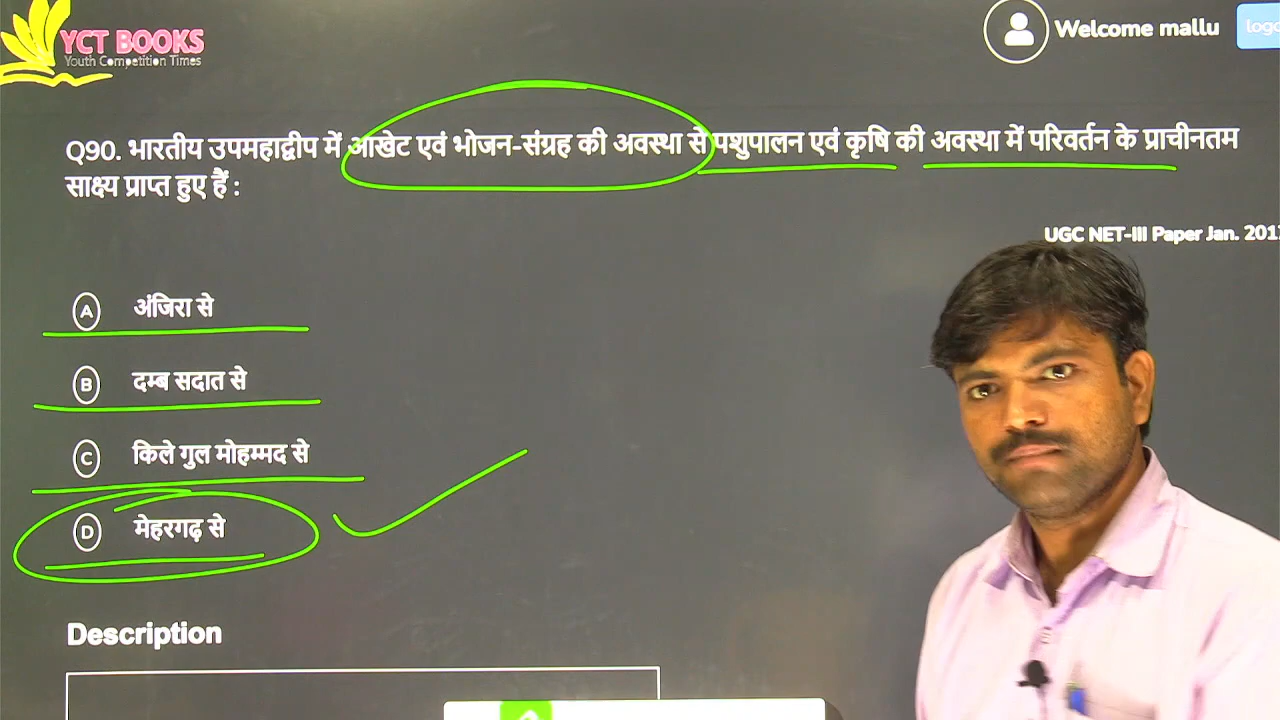 YCT BOOKS
Youth Competition Times
Welcome mallu
Q90. भारतीय उपमहाद्वीप में आखेट एवं भोजन-संग्रह की अवस्था से पशुपालन एवं कृषि की अवस्था में परिवर्तन के प्राचीनतम
साक्ष्य प्राप्त हुए हैं :
UGC NET-III Paper Jan. 201
A अंजिरा से
B दम्ब सदात से
C किले गुल मोहम्मद से
D मेहरगढ़ से
Description